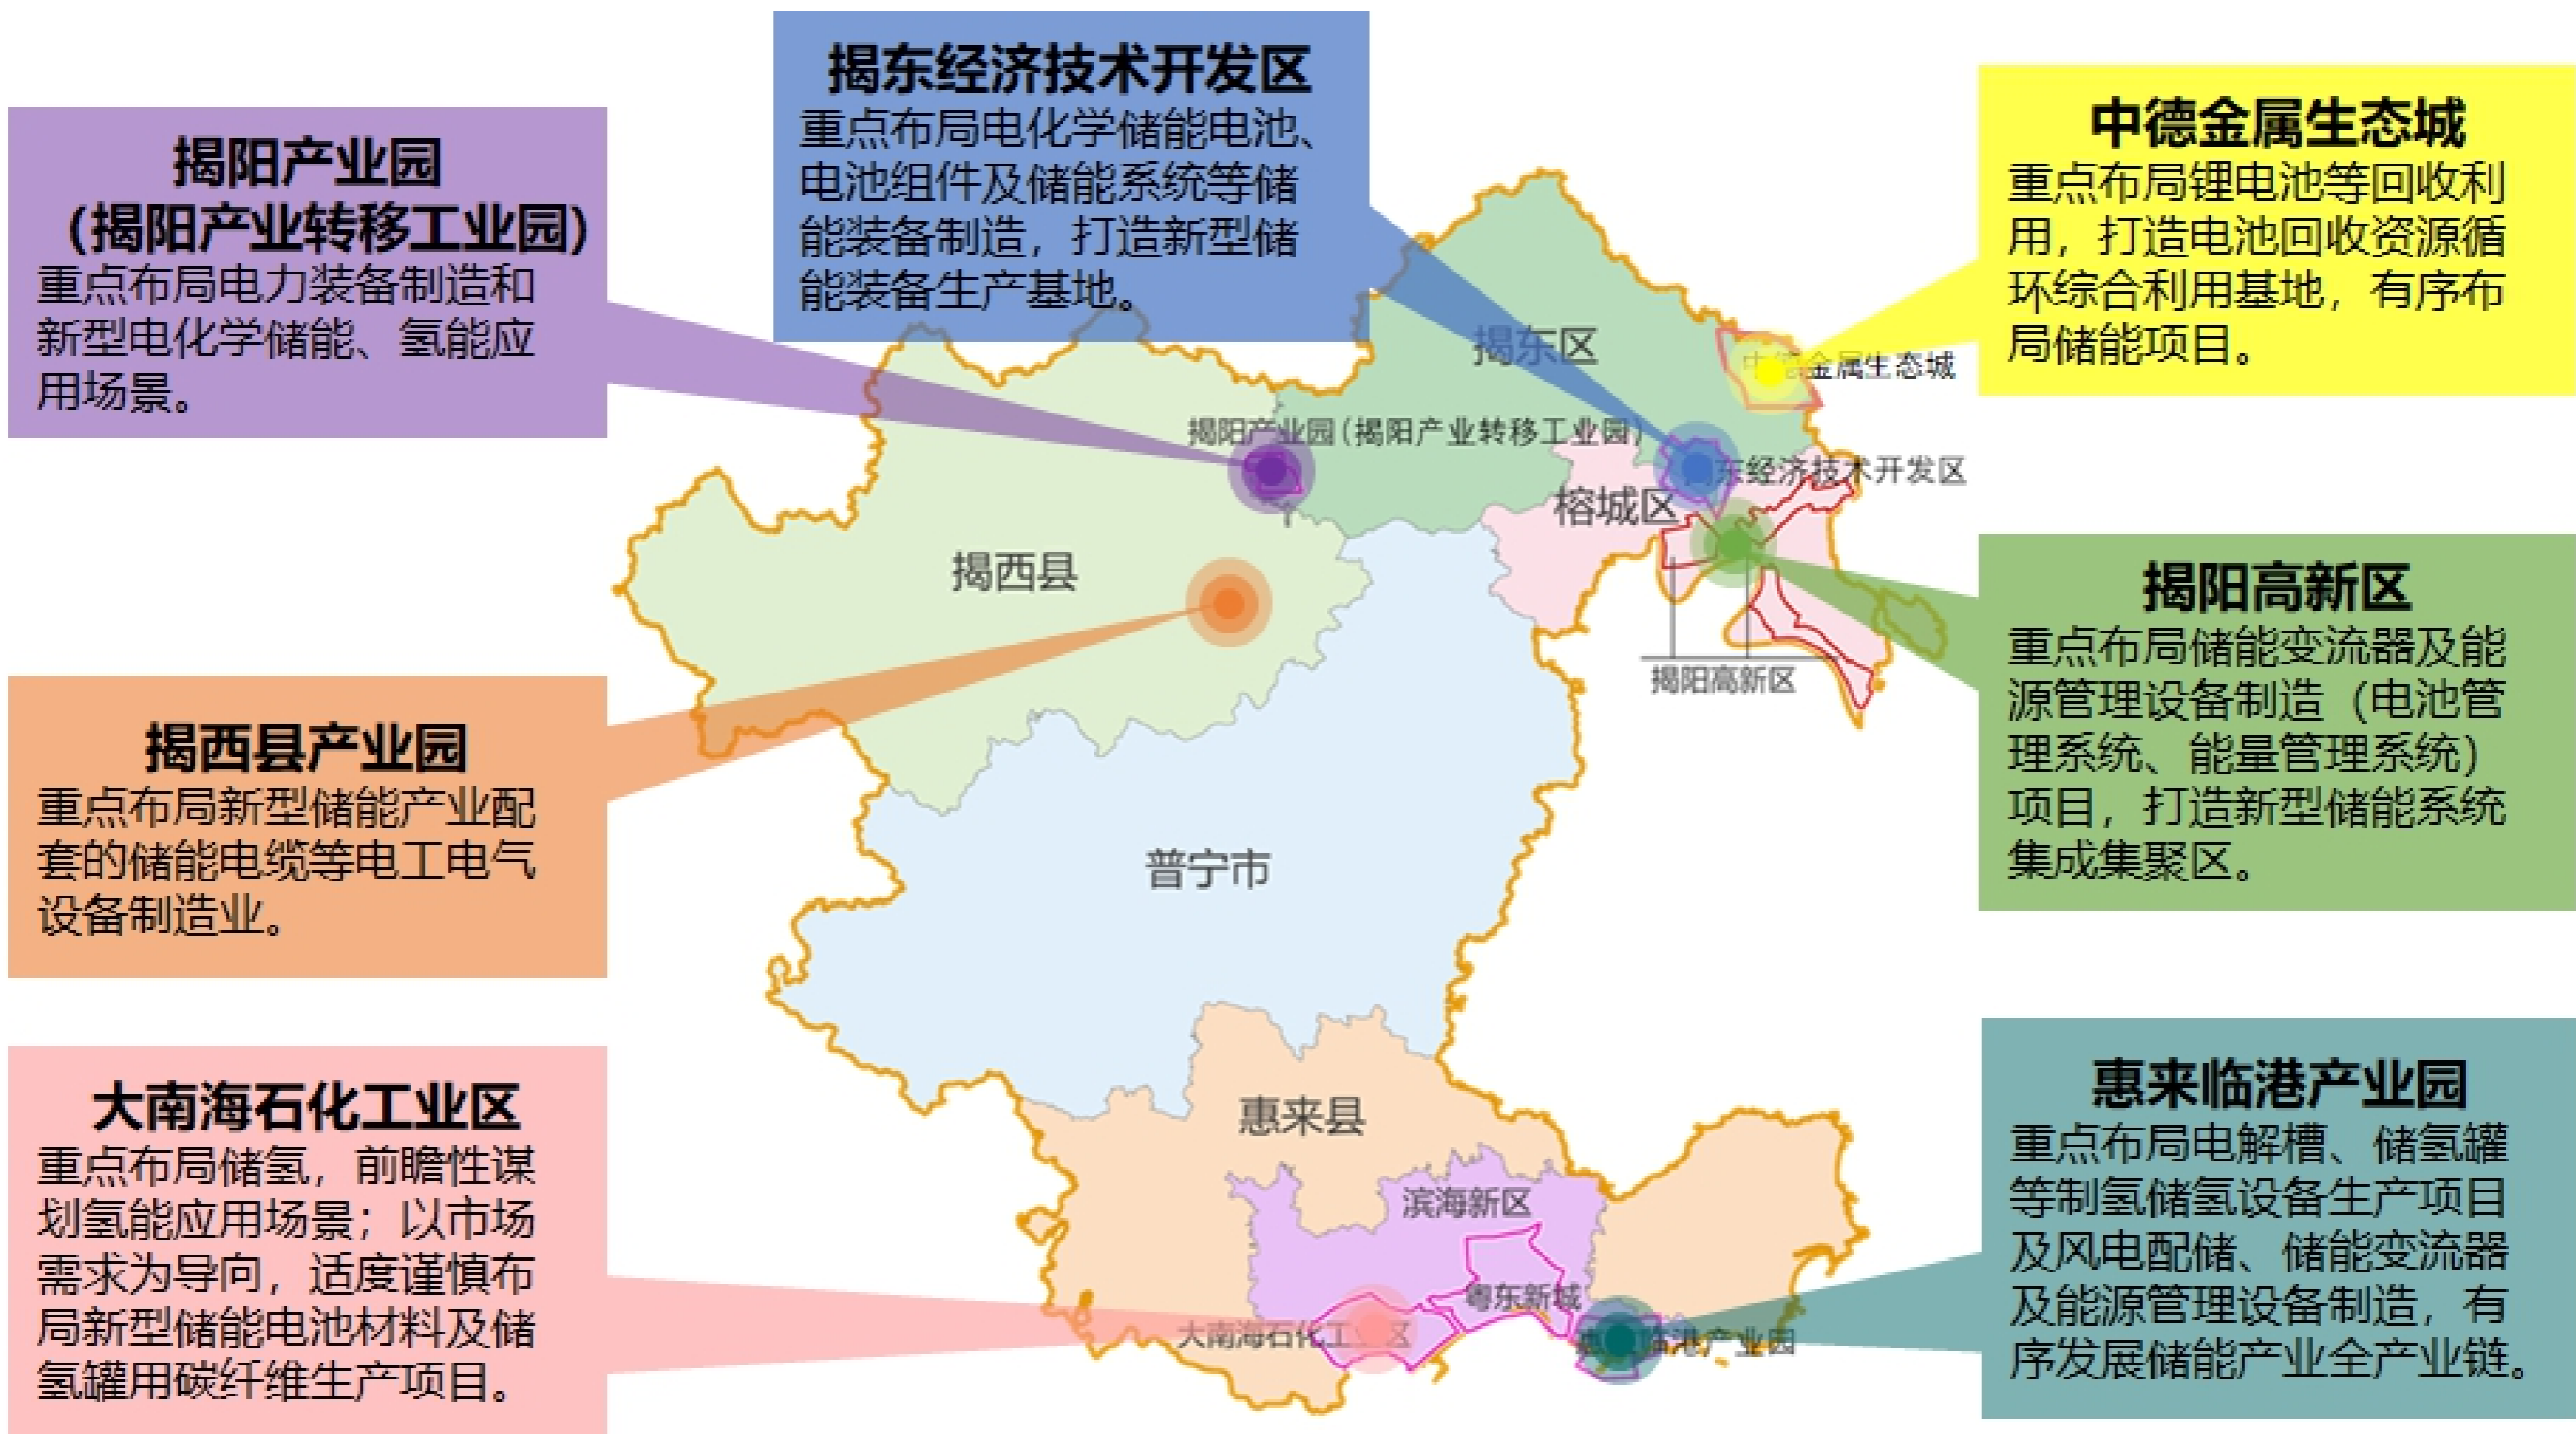 揭阳产业园
（揭阳产业转移工业园）
重点布局电力装备制造和
新型电化学储能、氢能应
用场景。
揭东经济技术开发区
重点布局电化学储能电池、
电池组件及储能系统等储
能装备制造，打造新型储
能装备生产基地。
中德金属生态城
重点布局锂电池等回收利
用，打造电池回收资源循
环综合利用基地，有序布
局储能项目。
揭西县产业园
重点布局新型储能产业配
套的储能电缆等电工电气
设备制造业。
揭阳高新区
重点布局储能变流器及能
源管理设备制造（电池管
理系统、能量管理系统）
项目，打造新型储能系统
集成集聚区。
大南海石化工业区
重点布局储氢，前瞻性谋
划氢能应用场景；以市场
需求为导向，适度谨慎布
局新型储能电池材料及储
氢罐用碳纤维生产项目。
惠来临港产业园
重点布局电解槽、储氢罐
等制氢储氢设备生产项目
及风电配储、储能变流器
及能源管理设备制造，有
序发展储能产业全产业链。
揭东区
中德金属生态城
揭阳产业园（揭阳产业转移工业园）
东经济技术开发区
榕城区
揭西县
揭阳高新区
普宁市
惠来县
滨海新区
粤东新城
大南海石化工区
临港产业园